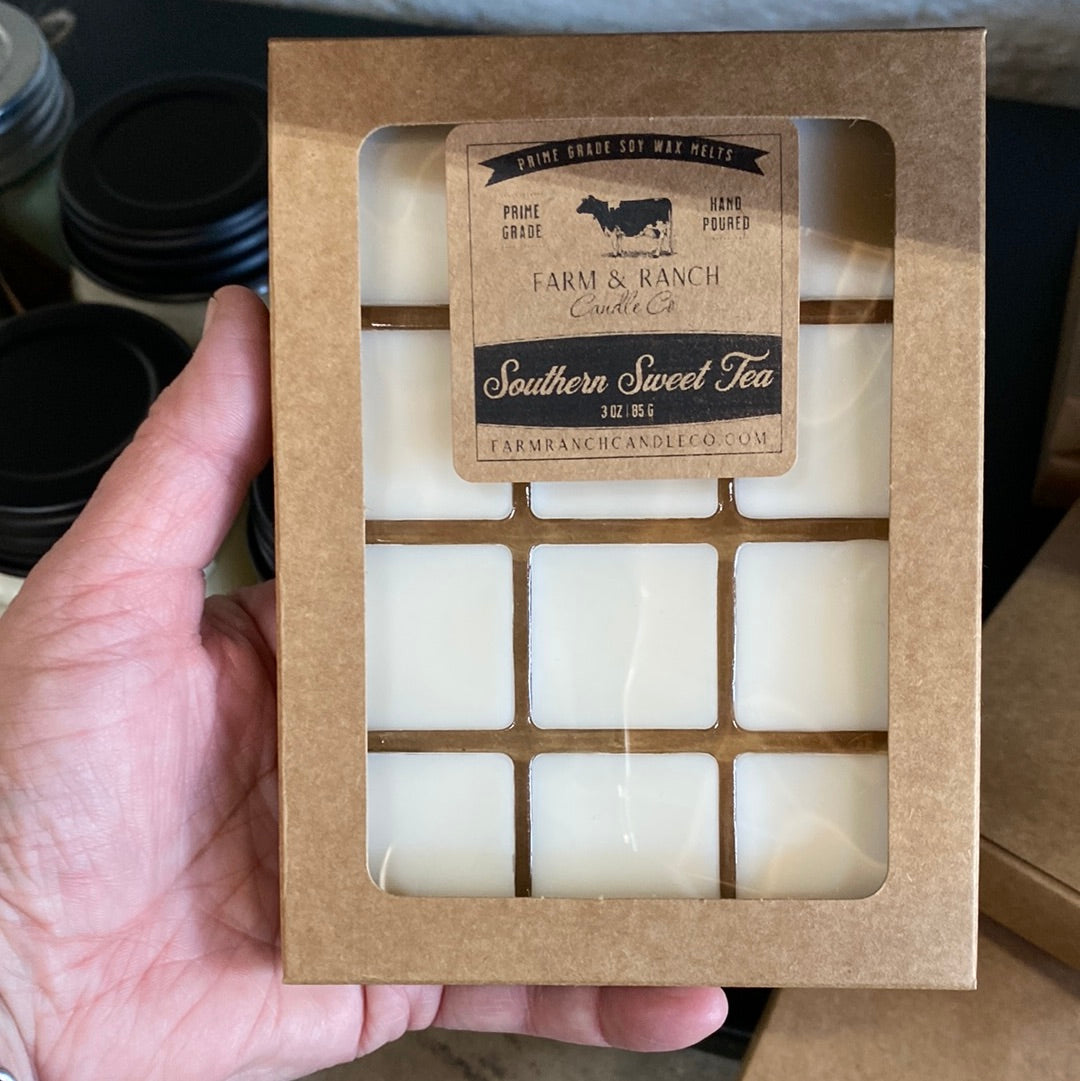 PRIME GRADE SOY WAX MELTS
PRIME GRADE
HAND POURED
FARM & RANCH
Candle Co
Southern Sweet Tea
3 OZ | 85 G
FARMRANCHCANDLECO.COM